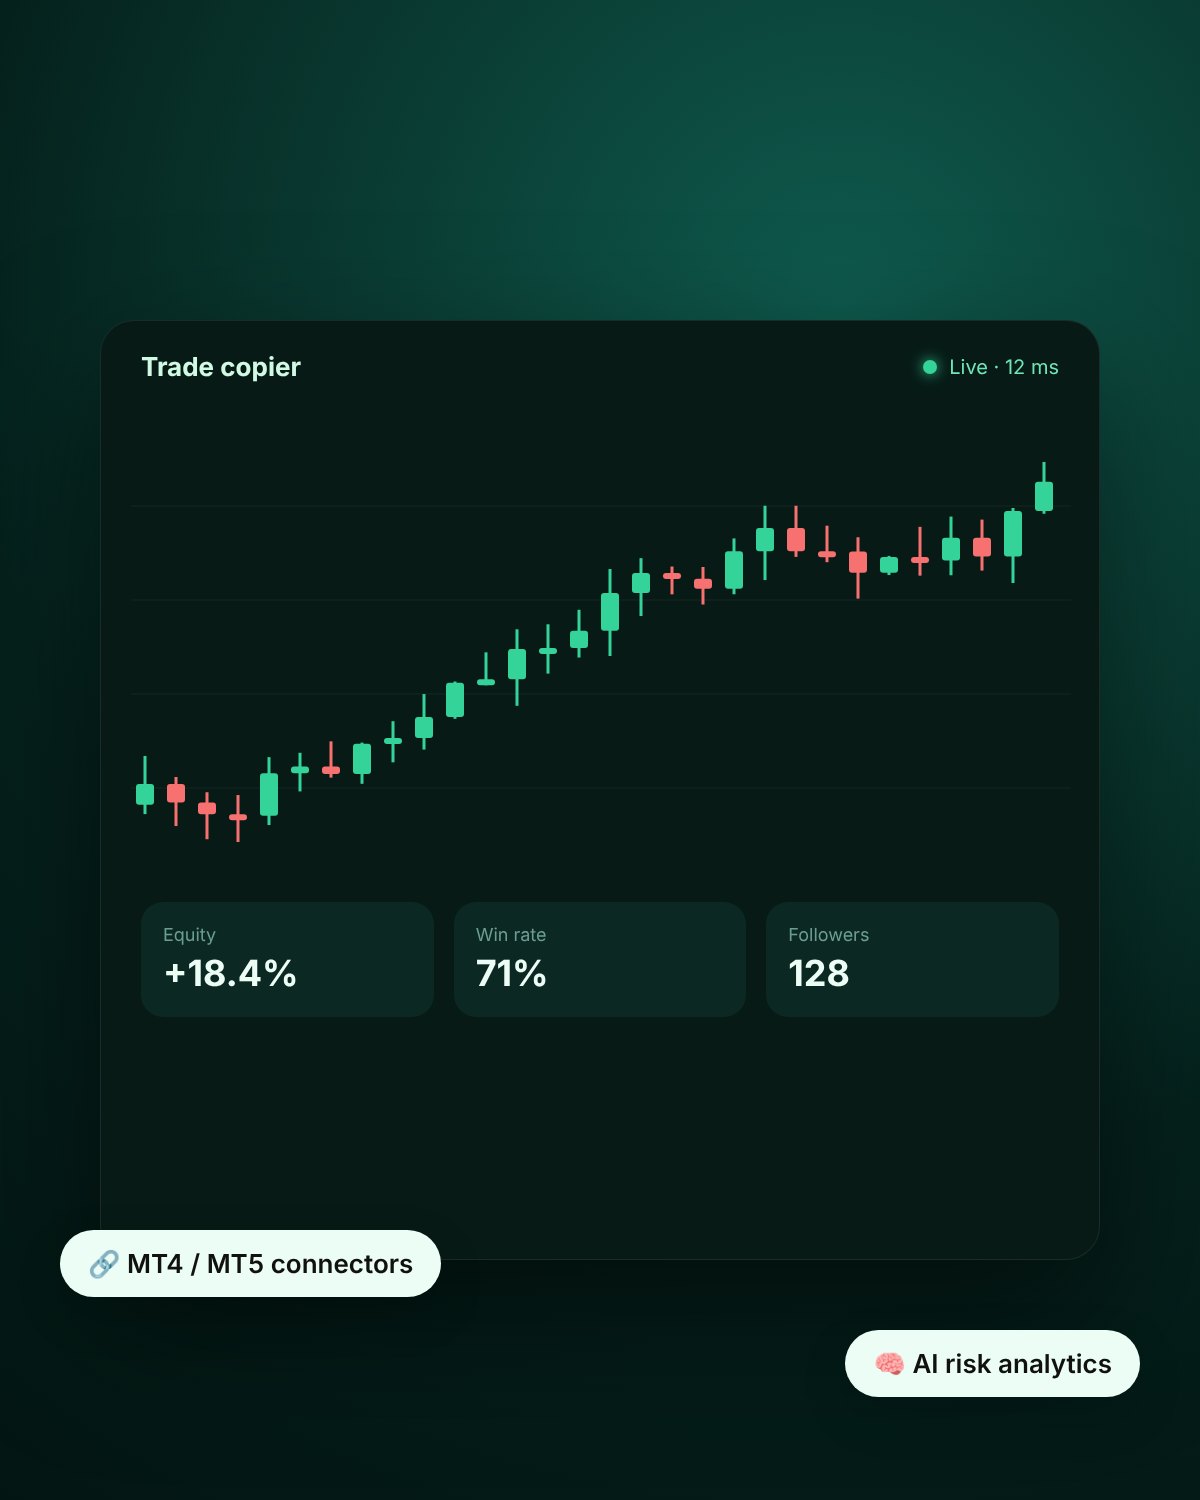 Trade copier
Live · 12 ms
Equity
+18.4%
Win rate
71%
Followers
128
🔗 MT4 / MT5 connectors
🧠 AI risk analytics